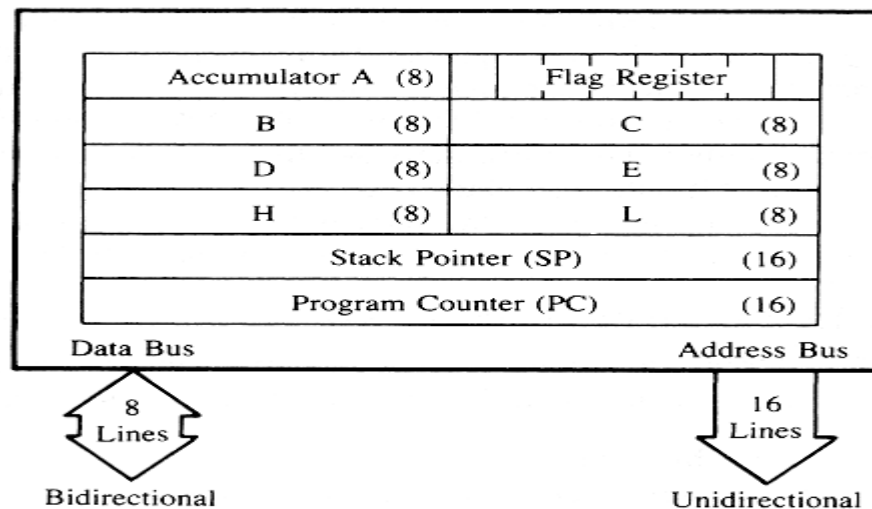 Accumulator A (8) Flag Register
B (8) C (8)
D (8) E (8)
H (8) L (8)
Stack Pointer (SP) (16)
Program Counter (PC) (16)
Data Bus Address Bus
8 Lines
16 Lines
Bidirectional Unidirectional